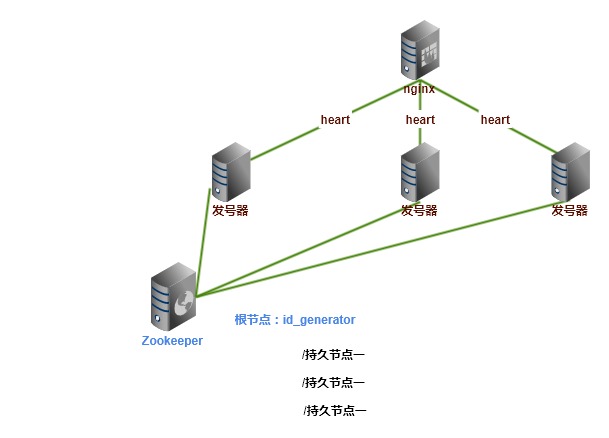 nginx
heart
heart
heart
发号器
发号器
发号器
根节点：id_generator
Zookeeper
/持久节点一
/持久节点一
/持久节点一